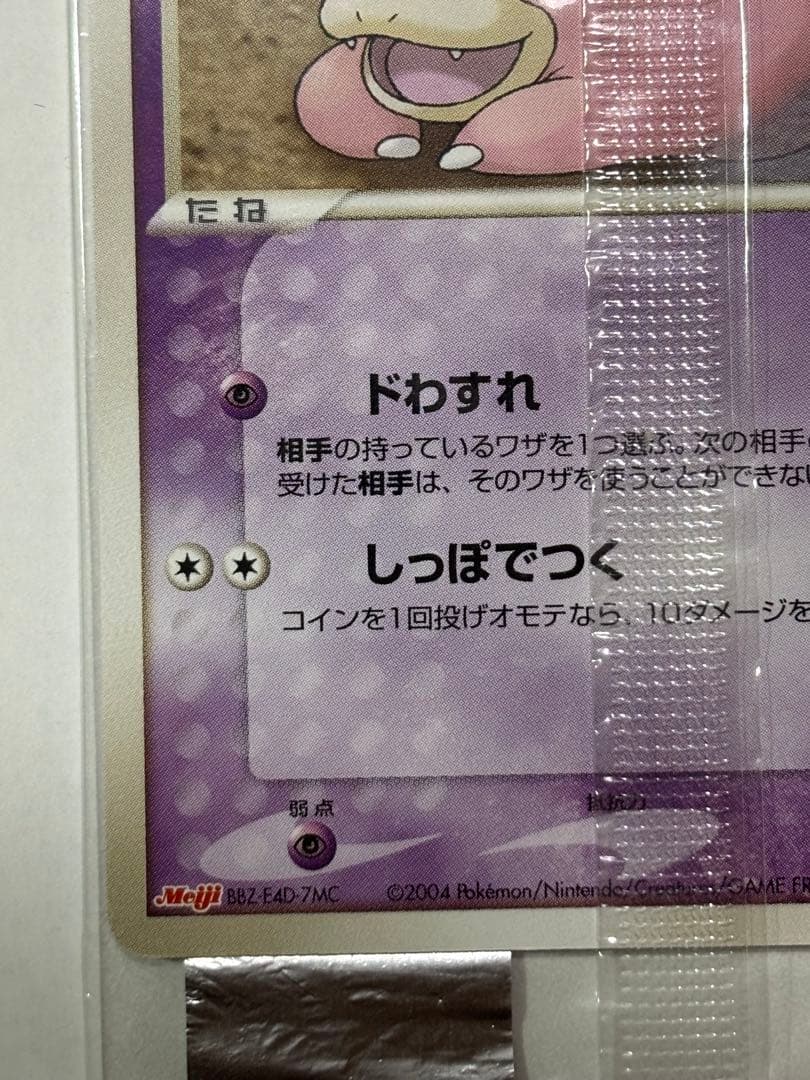 たね
ドわすれ
相手の持っているワザを1つ選ぶ。次の相手
受けた相手は、そのワザを使うことができない
しっぽでつく
コインを1回投げオモテなら、10ダメージを
弱点
抵抗力
Meiji BBZ-E4D-7MC ©2004 Pokémon/Nintendo/Creatures/GAME FR